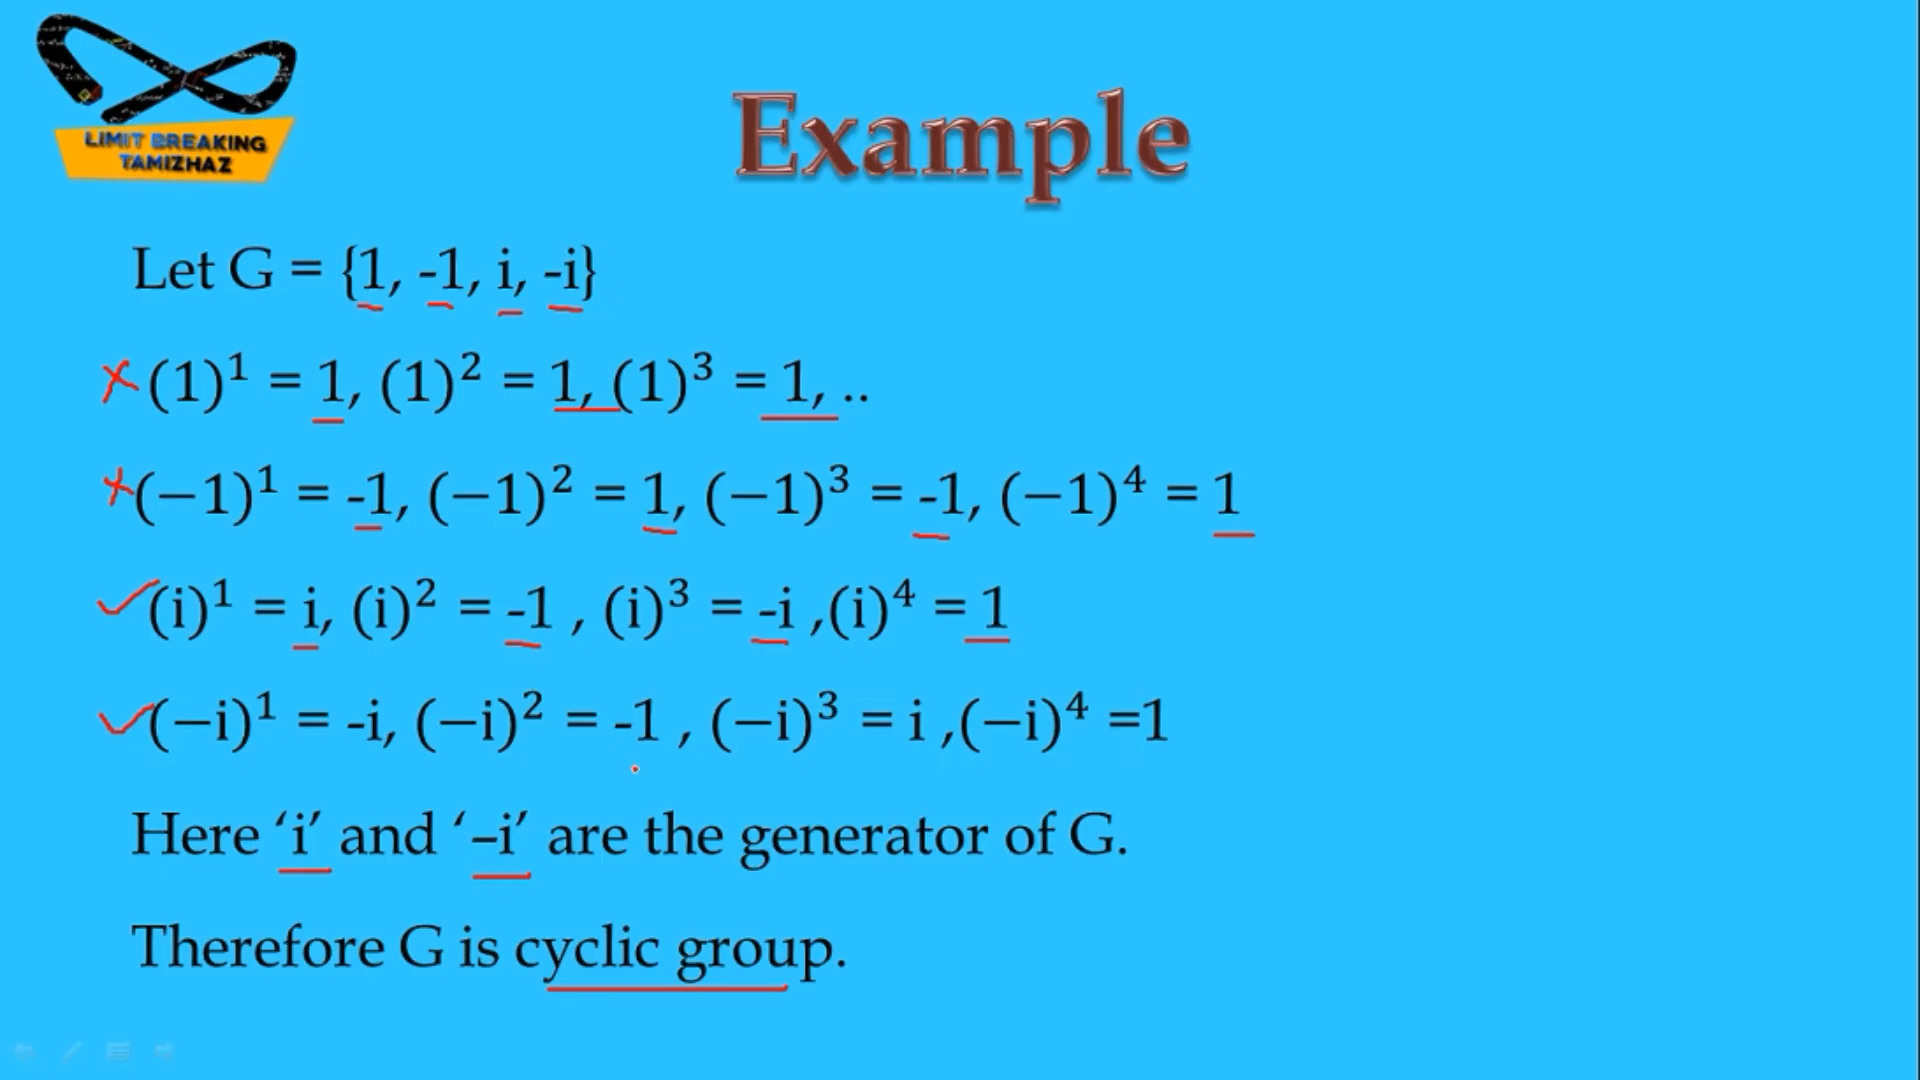 LIMIT BREAKING
TAMIZHAZ
Example
Let G = {1, -1, i, -i}
(1)¹ = 1, (1)² = 1, (1)³ = 1, ..
(−1)¹ = -1, (−1)² = 1, (−1)³ = -1, (−1)⁴ = 1
(i)¹ = i, (i)² = -1 , (i)³ = -i ,(i)⁴ = 1
(−i)¹ = -i, (−i)² = -1 , (−i)³ = i ,(−i)⁴ =1
Here ‘i’ and ‘–i’ are the generator of G.
Therefore G is cyclic group.